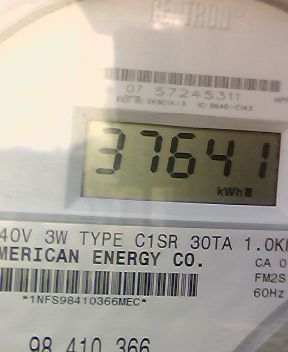 CENTRON
07 57245311
37641
kWh
40V 3W TYPE C1SR 30TA 1.0K
MERICAN ENERGY CO.
CA 0
FM2S
60Hz
*1NFS98410366MEC*
98 410 366